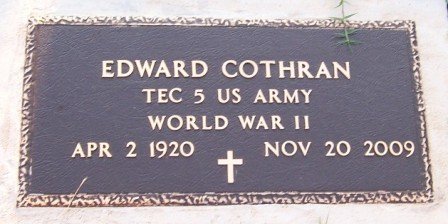 EDWARD COTHRAN
TEC 5 US ARMY
WORLD WAR II
APR 2 1920 NOV 20 2009